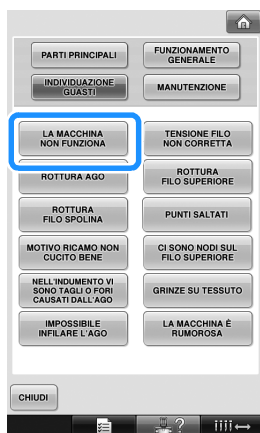 PARTI PRINCIPALI
FUNZIONAMENTO
GENERALE
INDIVIDUAZIONE
GUASTI
MANUTENZIONE
LA MACCHINA
NON FUNZIONA
TENSIONE FILO
NON CORRETTA
ROTTURA AGO
ROTTURA
FILO SUPERIORE
ROTTURA
FILO SPOLINA
PUNTI SALTATI
MOTIVO RICAMO NON
CUCITO BENE
CI SONO NODI SUL
FILO SUPERIORE
NELL'INDUMENTO VI
SONO TAGLI O FORI
CAUSATI DALL'AGO
GRINZE SU TESSUTO
IMPOSSIBILE
INFILARE L'AGO
LA MACCHINA È
RUMOROSA
CHIUDI
?